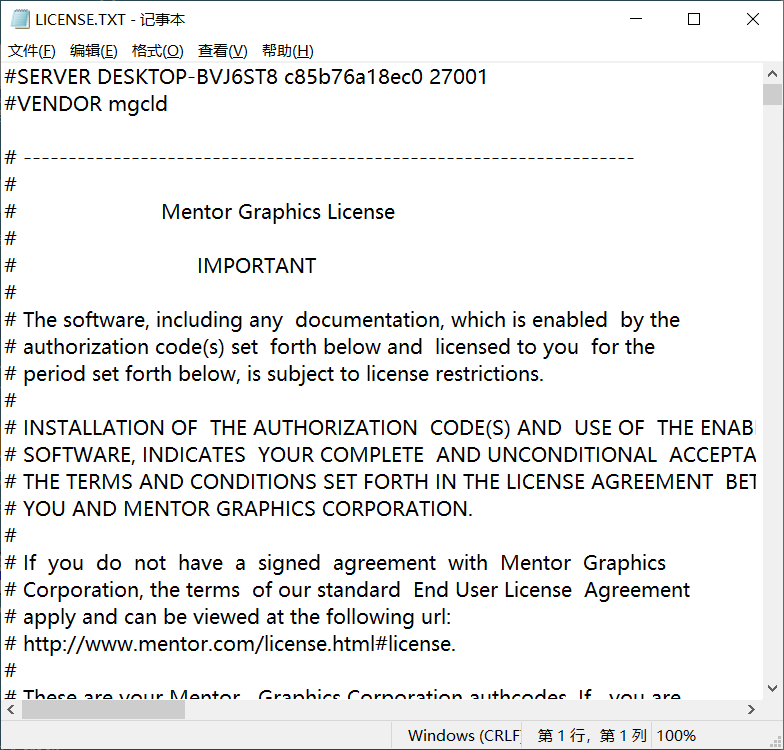 LICENSE.TXT - 记事本
文件(F) 编辑(E) 格式(O) 查看(V) 帮助(H)
#SERVER DESKTOP-BVJ6ST8 c85b76a18ec0 27001
#VENDOR mgcld
# --------------------------------------------------------------------
#
# Mentor Graphics License
#
# IMPORTANT
#
# The software, including any  documentation, which is enabled  by the
# authorization code(s) set  forth below and  licensed to you  for the
# period set forth below, is subject to license restrictions.
#
# INSTALLATION OF  THE AUTHORIZATION  CODE(S) AND  USE OF  THE ENAB
# SOFTWARE, INDICATES  YOUR COMPLETE  AND UNCONDITIONAL  ACCEPTA
# THE TERMS AND CONDITIONS SET FORTH IN THE LICENSE AGREEMENT  BET
# YOU AND MENTOR GRAPHICS CORPORATION.
#
# If  you  do  not  have  a  signed  agreement  with  Mentor  Graphics
# Corporation, the terms  of our standard  End User License  Agreement
# apply and can be viewed at the following url:
# http://www.mentor.com/license.html#license.
#
# These are your Mentor   Graphics Corporation authcodes. If   you are
Windows (CRLF) 第 1 行，第 1 列 100%